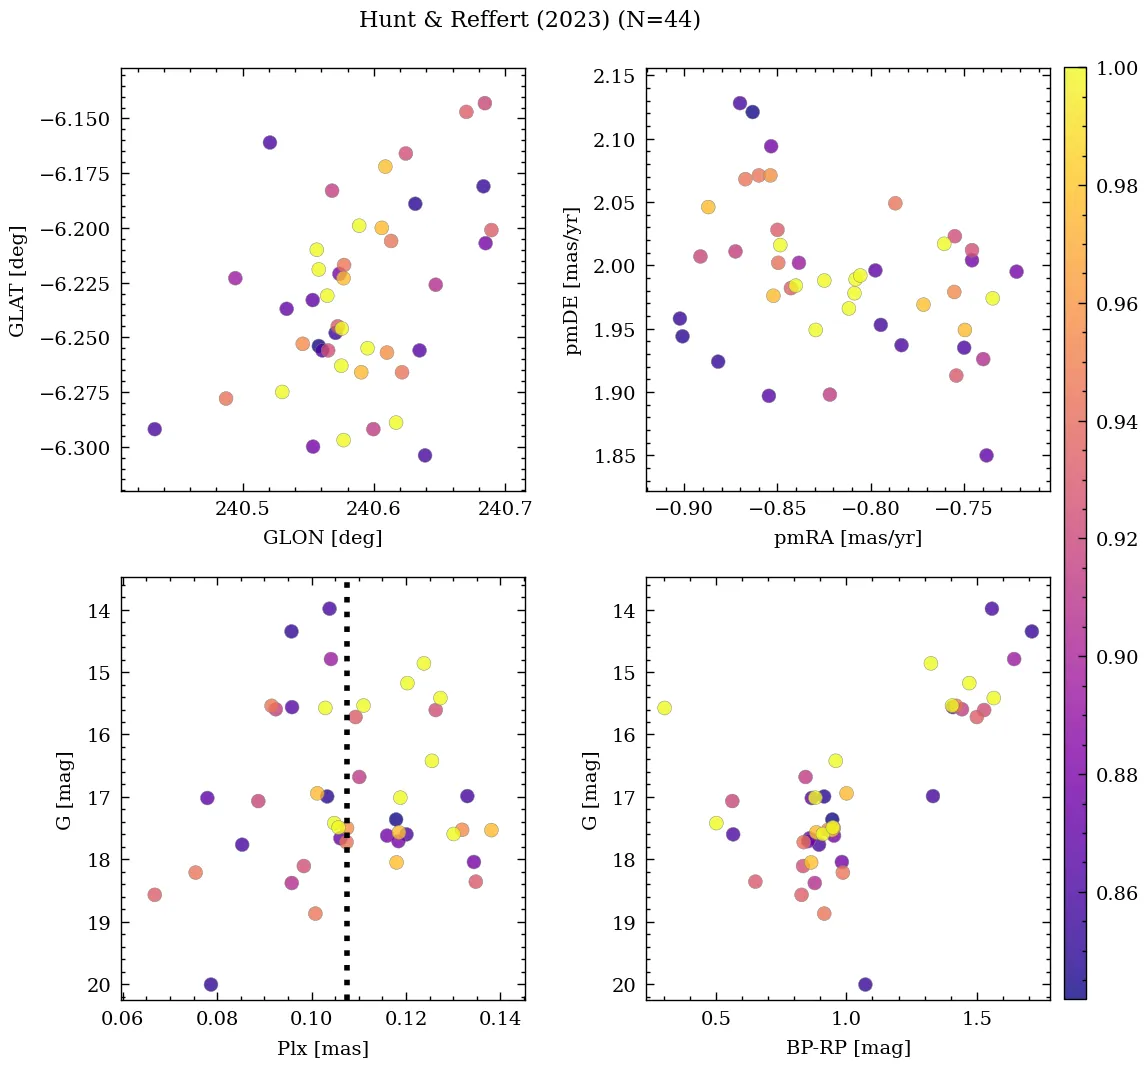 Hunt & Reffert (2023) (N=44)
−6.150
−6.175
−6.200
−6.225
−6.250
−6.275
−6.300
GLAT [deg]
240.5 240.6 240.7
GLON [deg]
2.15
2.10
2.05
2.00
1.95
1.90
1.85
pmDE [mas/yr]
−0.90 −0.85 −0.80 −0.75
pmRA [mas/yr]
14
15
16
17
18
19
20
G [mag]
0.06 0.08 0.10 0.12 0.14
Plx [mas]
14
15
16
17
18
19
20
G [mag]
0.5 1.0 1.5
BP-RP [mag]
1.00
0.98
0.96
0.94
0.92
0.90
0.88
0.86